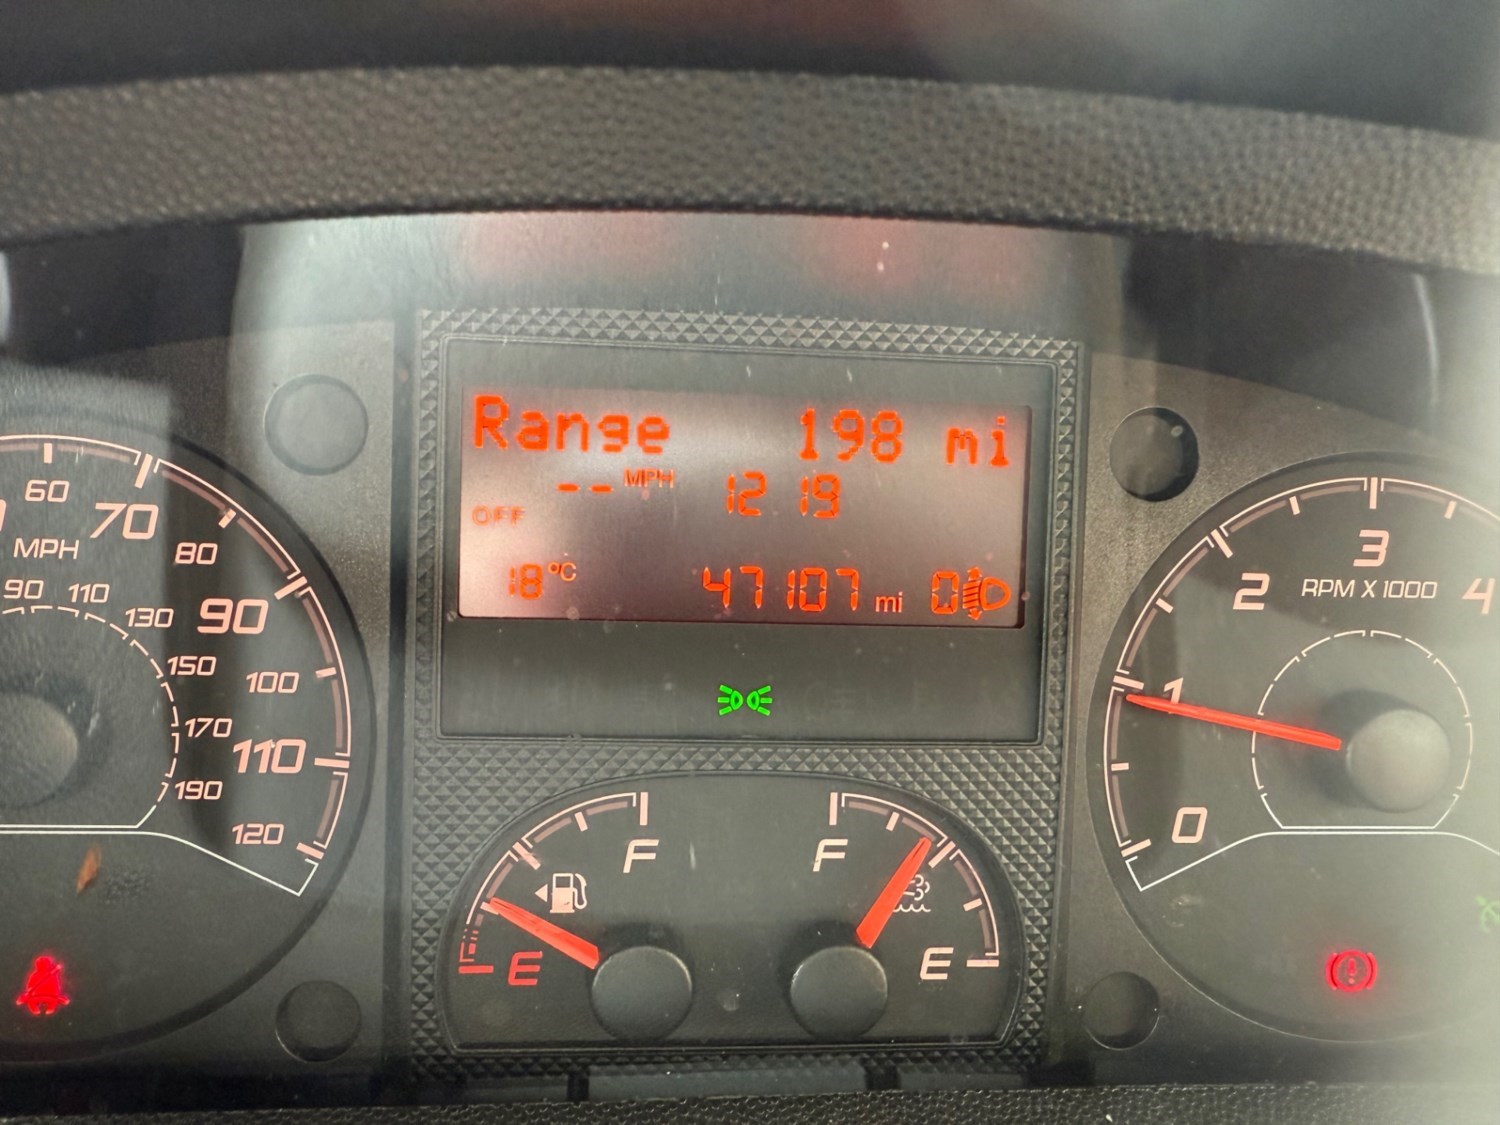 Range 198 mi
-- MPH 12 19
OFF
18°C 47107 mi 0
60
70
MPH
80
90 110
130 90
150 100
170
110
190
120
3
2 RPM X 1000 4
1
0
F F
E E